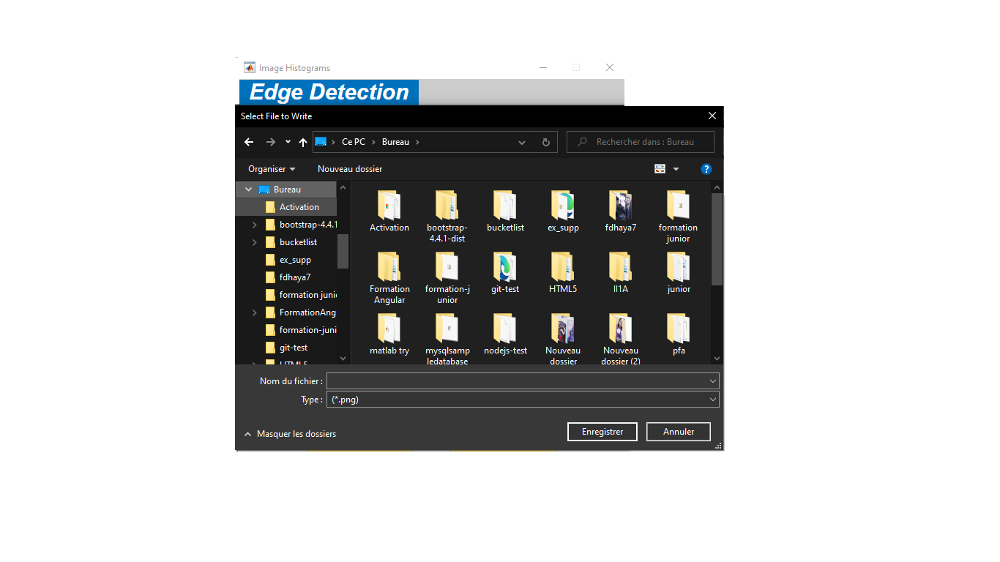 Image Histograms
Edge Detection
Select File to Write
Ce PC > Bureau >
Rechercher dans : Bureau
Organiser
Nouveau dossier
?
Bureau
Activation
bootstrap-4.4.1
bucketlist
ex_supp
fdhaya7
formation juni
FormationAng
formation-juni
git-test
HTML5
Activation
bootstrap-
4.4.1-dist
bucketlist
ex_supp
fdhaya7
formation
junior
Formation
Angular
formation-j
unior
git-test
HTML5
II1A
junior
matlab try
mysqlsamp
ledatabase
nodejs-test
Nouveau
dossier
Nouveau
dossier (2)
pfa
Nom du fichier :
Type : (*.png)
Masquer les dossiers
Enregistrer
Annuler